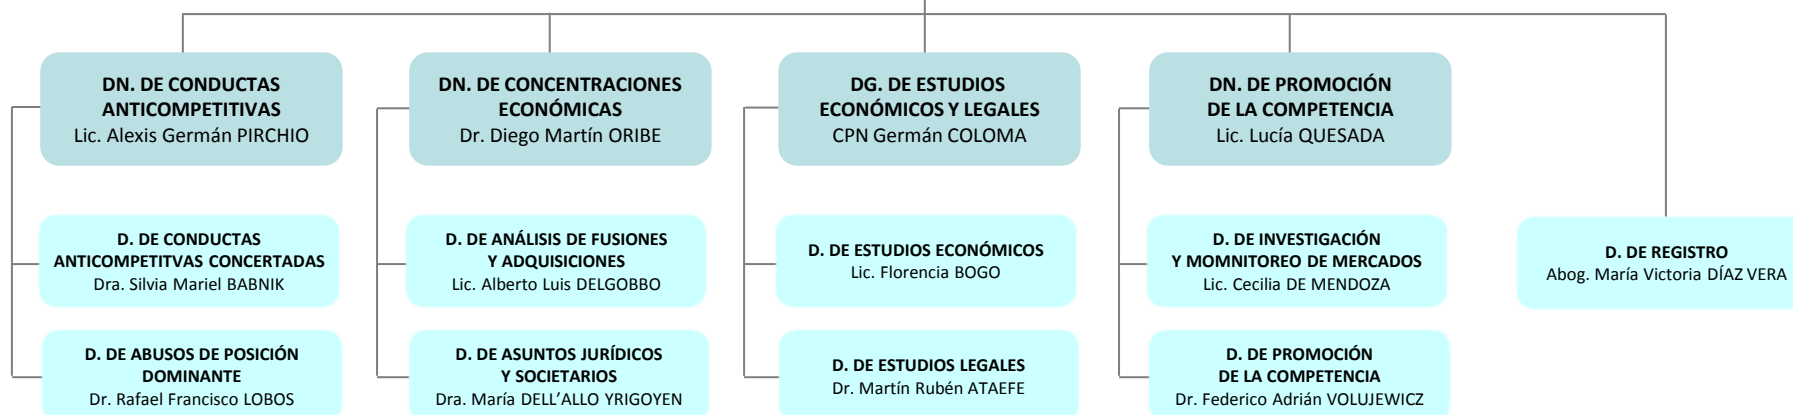 DN. DE CONDUCTAS
ANTICOMPETITIVAS
Lic. Alexis Germán PIRCHIO
DN. DE CONCENTRACIONES
ECONÓMICAS
Dr. Diego Martín ORIBE
DG. DE ESTUDIOS
ECONÓMICOS Y LEGALES
CPN Germán COLOMA
DN. DE PROMOCIÓN
DE LA COMPETENCIA
Lic. Lucía QUESADA
D. DE CONDUCTAS
ANTICOMPETITVAS CONCERTADAS
Dra. Silvia Mariel BABNIK
D. DE ANÁLISIS DE FUSIONES
Y ADQUISICIONES
Lic. Alberto Luis DELGOBBO
D. DE ESTUDIOS ECONÓMICOS
Lic. Florencia BOGO
D. DE INVESTIGACIÓN
Y MOMNITOREO DE MERCADOS
Lic. Cecilia DE MENDOZA
D. DE REGISTRO
Abog. María Victoria DÍAZ VERA
D. DE ABUSOS DE POSICIÓN
DOMINANTE
Dr. Rafael Francisco LOBOS
D. DE ASUNTOS JURÍDICOS
Y SOCIETARIOS
Dra. María DELL'ALLO YRIGOYEN
D. DE ESTUDIOS LEGALES
Dr. Martín Rubén ATAEFE
D. DE PROMOCIÓN
DE LA COMPETENCIA
Dr. Federico Adrián VOLUJEWICZ